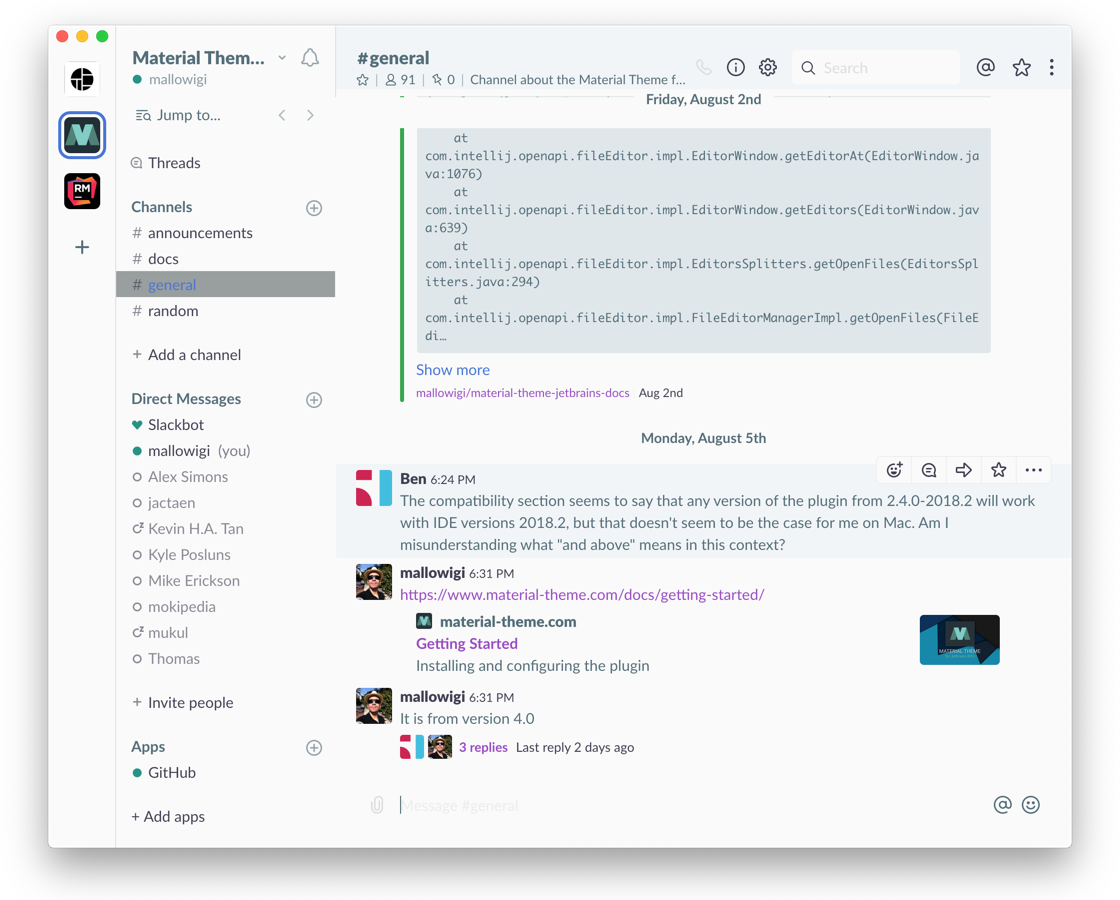 Material Them...
mallowigi
Jump to...
Threads
Channels
# announcements
# docs
# general
# random
+ Add a channel
Direct Messages
Slackbot
mallowigi (you)
Alex Simons
jactaen
Kevin H.A. Tan
Kyle Posluns
Mike Erickson
mokipedia
mukul
Thomas
+ Invite people
Apps
GitHub
+ Add apps
RM
#general
91 | 0 | Channel about the Material Theme f...
Search
Friday, August 2nd
at
com.intellij.openapi.fileEditor.impl.EditorWindow.getEditorAt(EditorWindow.ja
va:1076)
at
com.intellij.openapi.fileEditor.impl.EditorWindow.getEditors(EditorWindow.jav
a:639)
at
com.intellij.openapi.fileEditor.impl.EditorsSplitters.getOpenFiles(EditorsSpl
itters.java:294)
at
com.intellij.openapi.fileEditor.impl.FileEditorManagerImpl.getOpenFiles(FileE
di…
Show more
mallowigi/material-theme-jetbrains-docs Aug 2nd
Monday, August 5th
Ben 6:24 PM
The compatibility section seems to say that any version of the plugin from 2.4.0-2018.2 will work
with IDE versions 2018.2, but that doesn't seem to be the case for me on Mac. Am I
misunderstanding what "and above" means in this context?
mallowigi 6:31 PM
https://www.material-theme.com/docs/getting-started/
material-theme.com
Getting Started
Installing and configuring the plugin
MATERIAL THEME
mallowigi 6:31 PM
It is from version 4.0
3 replies Last reply 2 days ago
Message #general